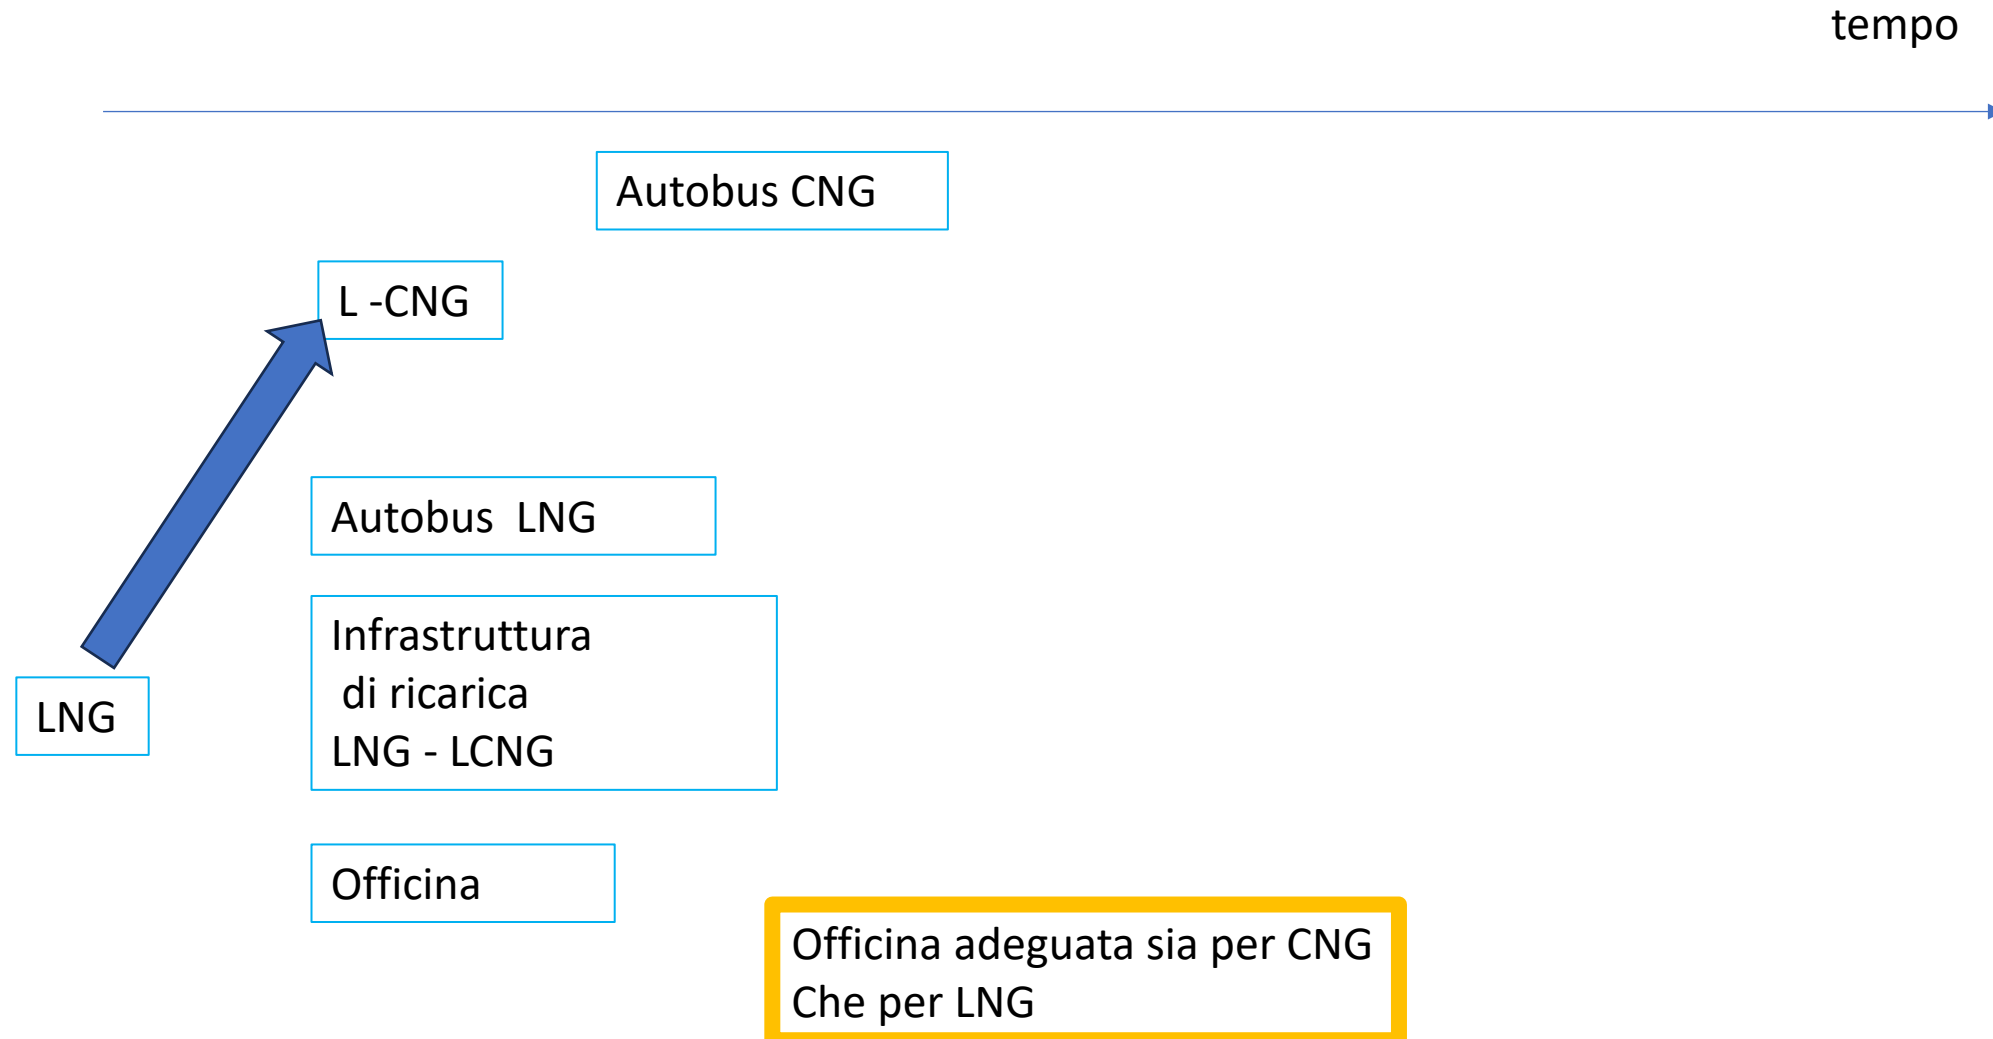 tempo
Autobus CNG
L -CNG
Autobus  LNG
Infrastruttura
di ricarica
LNG - LCNG
LNG
Officina
Officina adeguata sia per CNG
Che per LNG